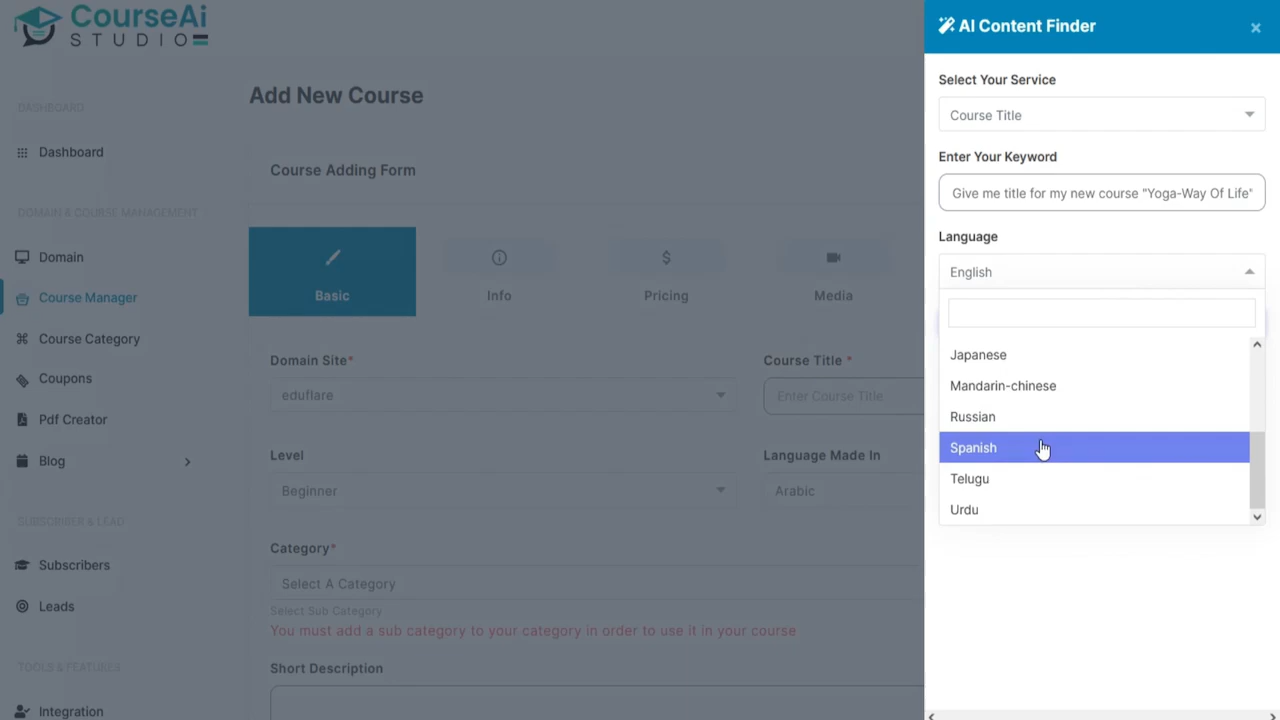 CourseAi
STUDIO
DASHBOARD
Dashboard
DOMAIN & COURSE MANAGEMENT
Domain
Course Manager
Course Category
Coupons
Pdf Creator
Blog
SUBSCRIBER & LEAD
Subscribers
Leads
TOOLS & FEATURES
Integration
Add New Course
Course Adding Form
Basic
Info
Pricing
Media
Domain Site*
eduflare
Course Title *
Enter Course Title
Level
Beginner
Language Made In
Arabic
Category*
Select A Category
Select Sub Category
You must add a sub category to your category in order to use it in your course
Short Description
AI Content Finder
×
Select Your Service
Course Title
Enter Your Keyword
Give me title for my new course "Yoga-Way Of Life"
Language
English
Japanese
Mandarin-chinese
Russian
Spanish
Telugu
Urdu